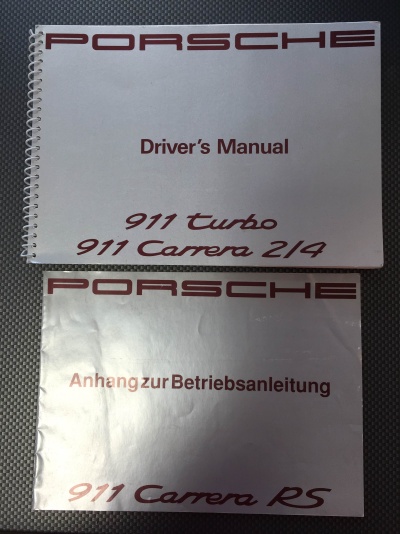 PORSCHE
Driver's Manual
911 turbo
911 Carrera 2/4
PORSCHE
Anhang zur Betriebsanleitung
911 Carrera RS